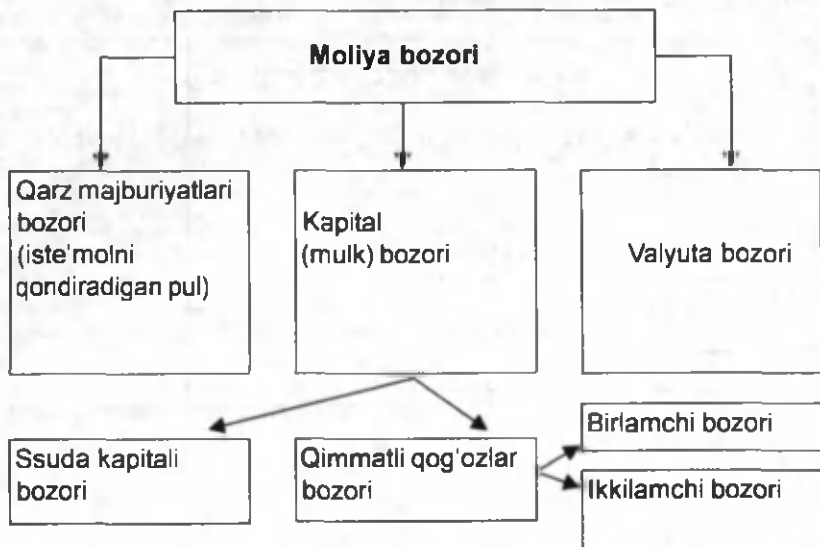 Moliya bozori
Qarz majburiyatlari
bozori
(iste'molni
qondiradigan pul)
Kapital
(mulk) bozori
Valyuta bozori
Ssuda kapitali
bozori
Qimmatli qog'ozlar
bozori
Birlamchi bozori
Ikkilamchi bozori